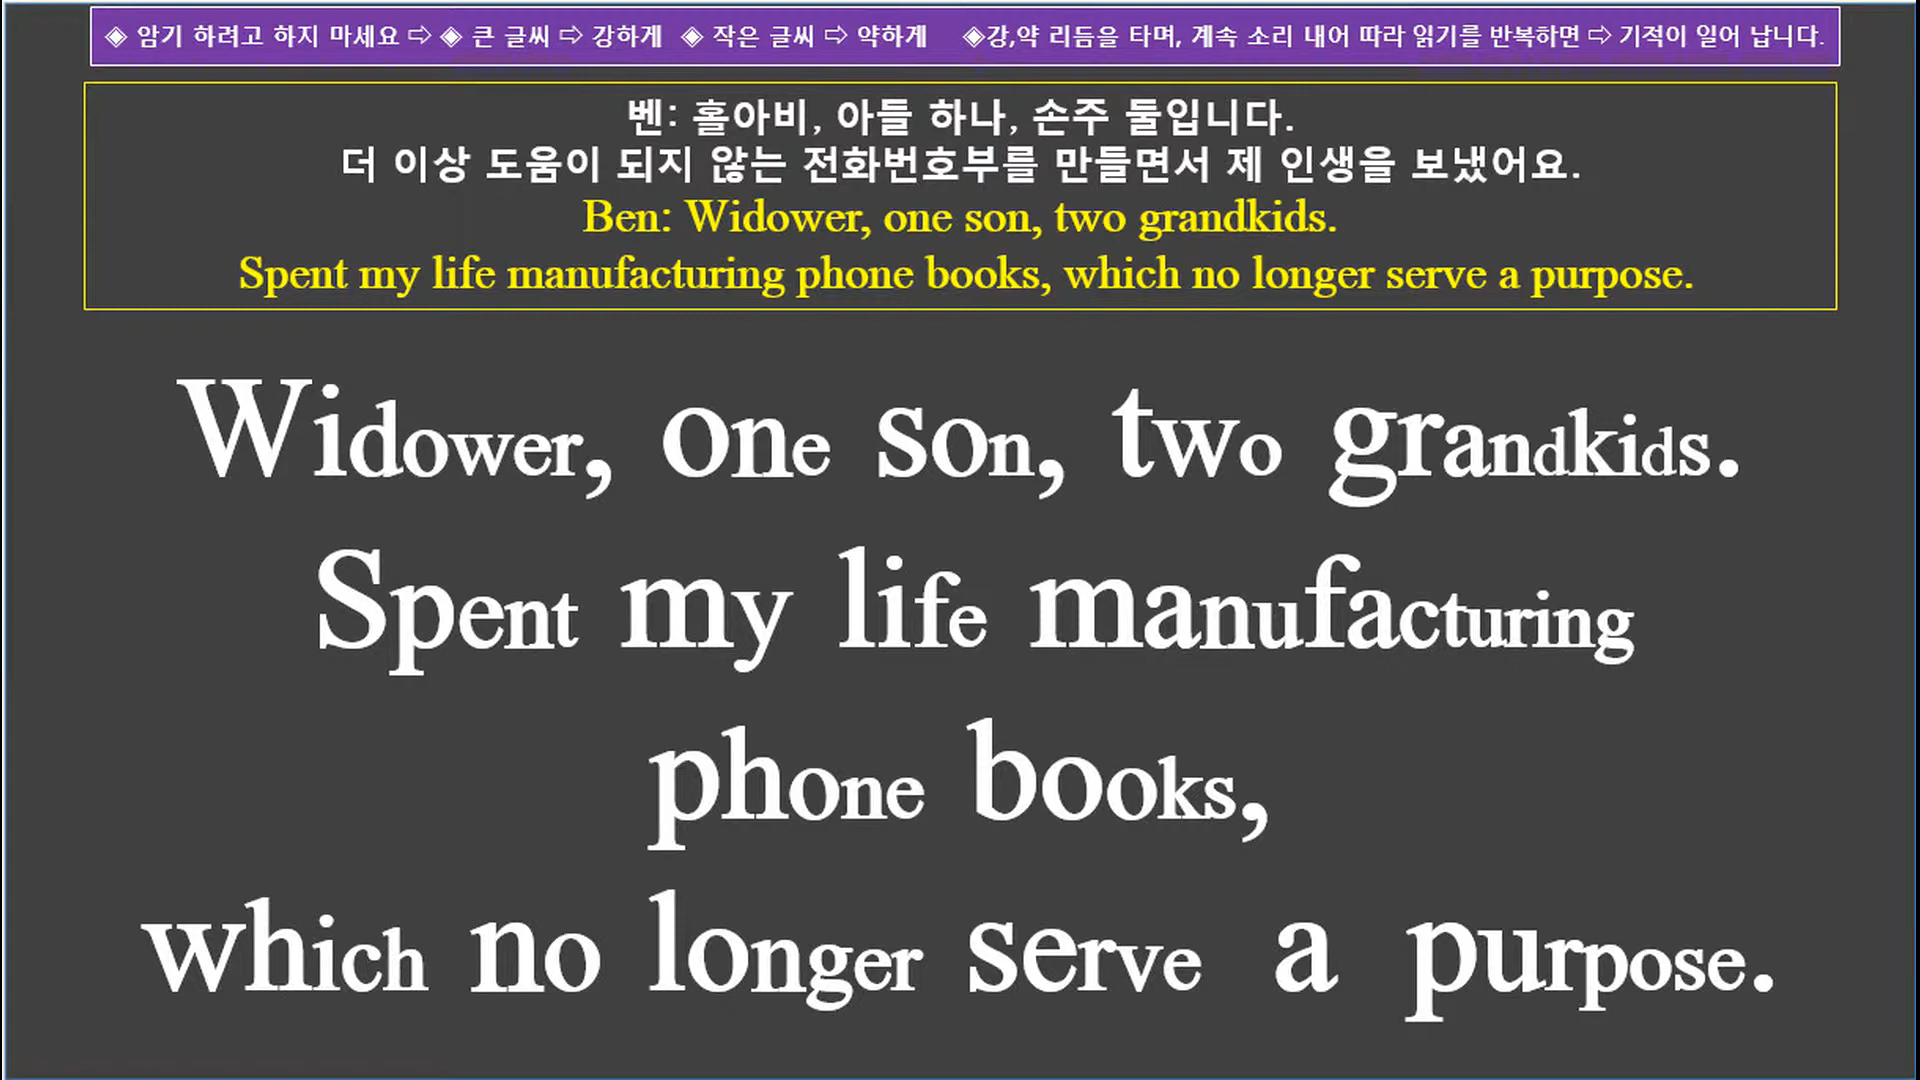 ◈ 암기 하려고 하지 마세요 ⇨ ◈ 큰 글씨 ⇨ 강하게 ◈ 작은 글씨 ⇨ 약하게 ◈강,약 리듬을 타며, 계속 소리 내어 따라 읽기를 반복하면 ⇨ 기적이 일어 납니다.
벤: 홀아비, 아들 하나, 손주 둘입니다.
더 이상 도움이 되지 않는 전화번호부를 만들면서 제 인생을 보냈어요.
Ben: Widower, one son, two grandkids.
Spent my life manufacturing phone books, which no longer serve a purpose.
Widower, one son, two grandkids.
Spent my life manufacturing
phone books,
which no longer serve a purpose.